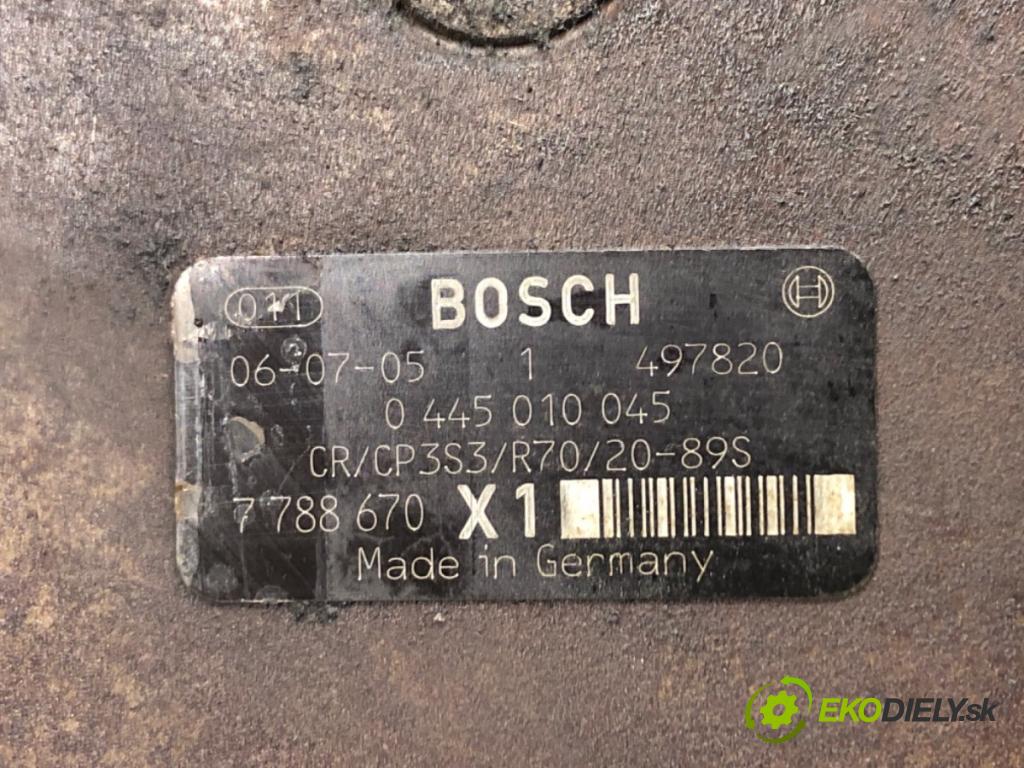 011
BOSCH
06-07-05 1 497820
0 445 010 045
CR/CP3S3/R70/20-89S
7 788 670 X1
Made in Germany
EKODIELY.sk